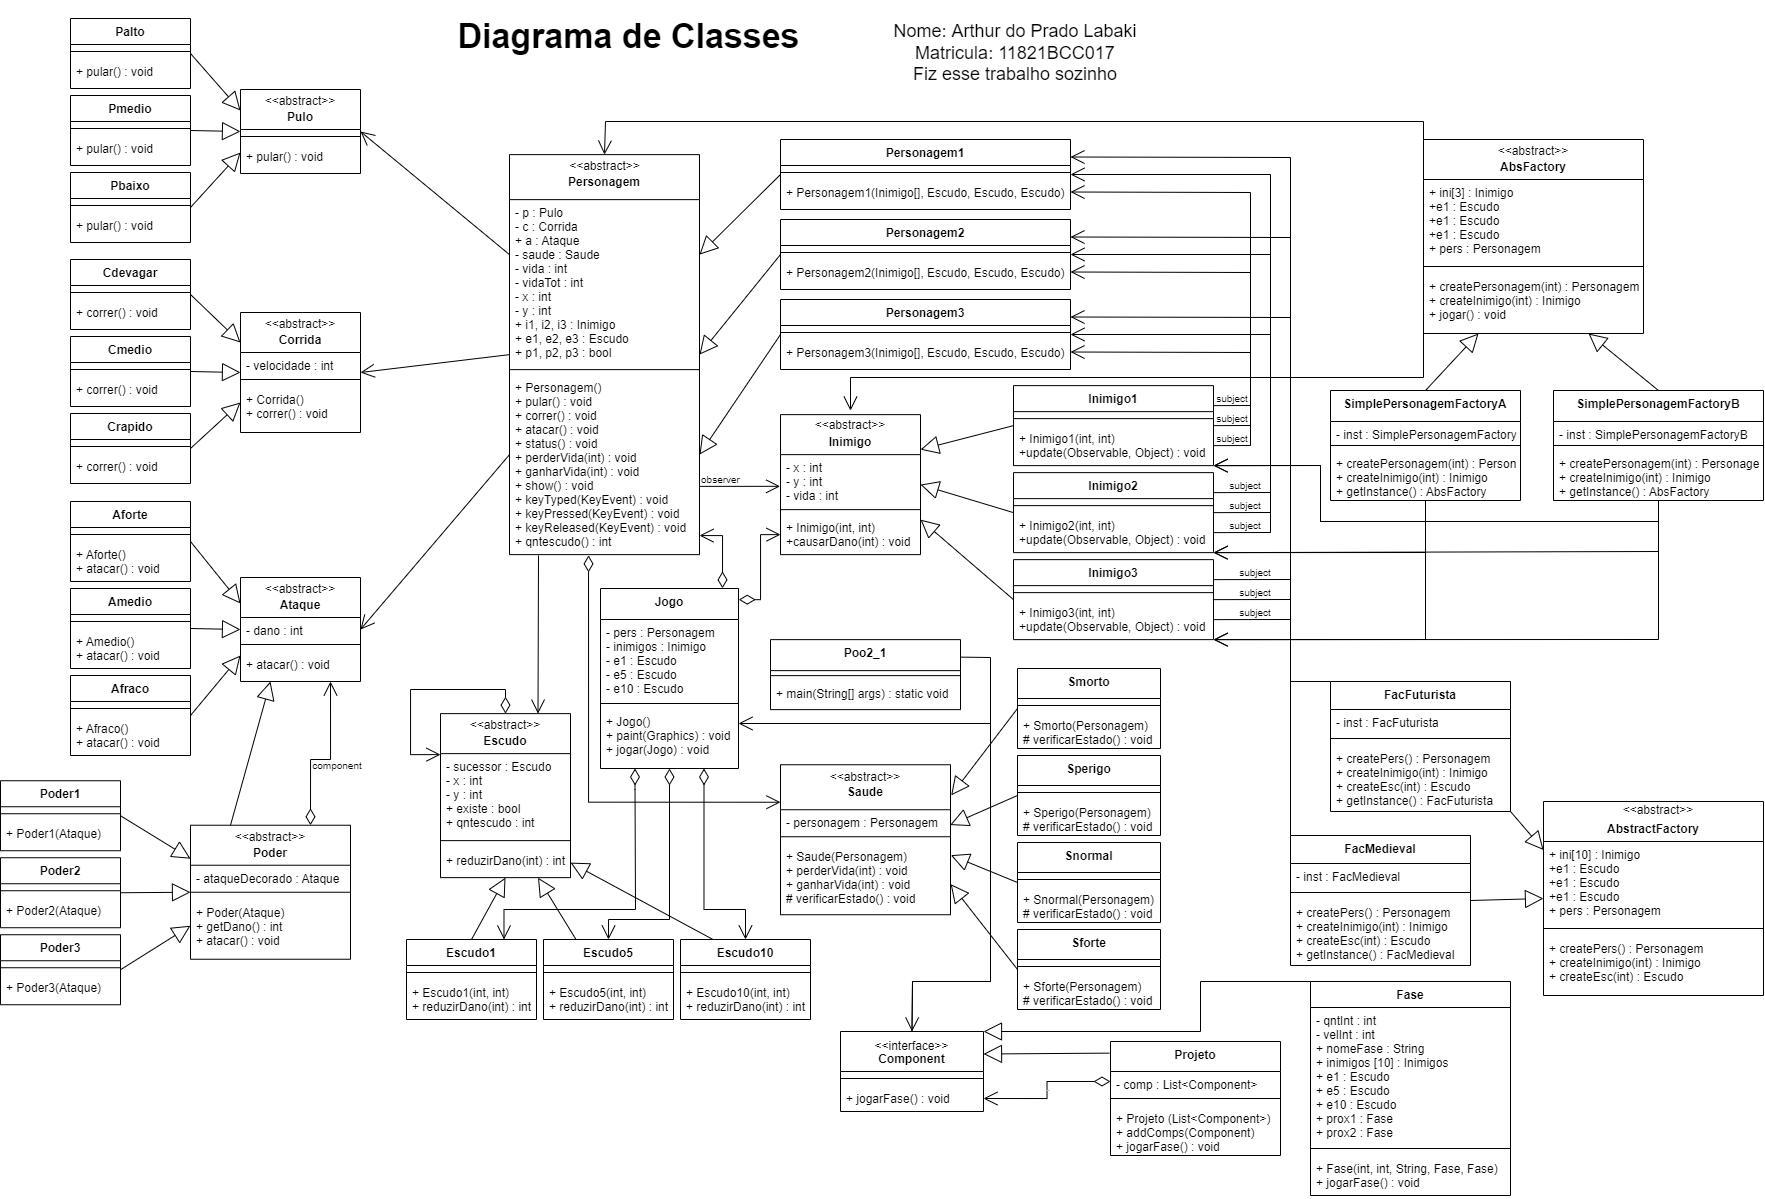 Diagrama de Classes
Nome: Arthur do Prado Labaki
Matricula: 11821BCC017
Fiz esse trabalho sozinho
Palto
+ pular() : void
Pmedio
+ pular() : void
Pbaixo
+ pular() : void
<<abstract>>
Pulo
+ pular() : void
Cdevagar
+ correr() : void
Cmedio
+ correr() : void
Crapido
+ correr() : void
<<abstract>>
Corrida
- velocidade : int
+ Corrida()
+ correr() : void
Aforte
+ Aforte()
+ atacar() : void
Amedio
+ Amedio()
+ atacar() : void
Afraco
+ Afraco()
+ atacar() : void
<<abstract>>
Ataque
- dano : int
+ atacar() : void
component
Poder1
+ Poder1(Ataque)
Poder2
+ Poder2(Ataque)
Poder3
+ Poder3(Ataque)
<<abstract>>
Poder
- ataqueDecorado : Ataque
+ Poder(Ataque)
+ getDano() : int
+ atacar() : void
<<abstract>>
Personagem
- p : Pulo
- c : Corrida
+ a : Ataque
- saude : Saude
- vida : int
- vidaTot : int
- x : int
- y : int
+ i1, i2, i3 : Inimigo
+ e1, e2, e3 : Escudo
+ p1, p2, p3 : bool
+ Personagem()
+ pular() : void
+ correr() : void
+ atacar() : void
+ status() : void
+ perderVida(int) : void
+ ganharVida(int) : void
+ show() : void
+ keyTyped(KeyEvent) : void
+ keyPressed(KeyEvent) : void
+ keyReleased(KeyEvent) : void
+ qntescudo() : int
observer
Personagem1
+ Personagem1(Inimigo[], Escudo, Escudo, Escudo)
Personagem2
+ Personagem2(Inimigo[], Escudo, Escudo, Escudo)
Personagem3
+ Personagem3(Inimigo[], Escudo, Escudo, Escudo)
<<abstract>>
Inimigo
- x : int
- y : int
- vida : int
+ Inimigo(int, int)
+causarDano(int) : void
Inimigo1
+ Inimigo1(int, int)
+update(Observable, Object) : void
subject
subject
subject
Inimigo2
+ Inimigo2(int, int)
+update(Observable, Object) : void
subject
subject
subject
Inimigo3
+ Inimigo3(int, int)
+update(Observable, Object) : void
subject
subject
subject
<<abstract>>
AbsFactory
+ ini[3] : Inimigo
+e1 : Escudo
+e1 : Escudo
+e1 : Escudo
+ pers : Personagem
+ createPersonagem(int) : Personagem
+ createInimigo(int) : Inimigo
+ jogar() : void
SimplePersonagemFactoryA
- inst : SimplePersonagemFactory
+ createPersonagem(int) : Person
+ createInimigo(int) : Inimigo
+ getInstance() : AbsFactory
SimplePersonagemFactoryB
- inst : SimplePersonagemFactoryB
+ createPersonagem(int) : Personage
+ createInimigo(int) : Inimigo
+ getInstance() : AbsFactory
Jogo
- pers : Personagem
- inimigos : Inimigo
- e1 : Escudo
- e5 : Escudo
- e10 : Escudo
+ Jogo()
+ paint(Graphics) : void
+ jogar(Jogo) : void
Poo2_1
+ main(String[] args) : static void
<<abstract>>
Escudo
- sucessor : Escudo
- x : int
- y : int
+ existe : bool
+ qntescudo : int
+ reduzirDano(int) : int
Escudo1
+ Escudo1(int, int)
+ reduzirDano(int) : int
Escudo5
+ Escudo5(int, int)
+ reduzirDano(int) : int
Escudo10
+ Escudo10(int, int)
+ reduzirDano(int) : int
<<abstract>>
Saude
- personagem : Personagem
+ Saude(Personagem)
+ perderVida(int) : void
+ ganharVida(int) : void
# verificarEstado() : void
Smorto
+ Smorto(Personagem)
# verificarEstado() : void
Sperigo
+ Sperigo(Personagem)
# verificarEstado() : void
Snormal
+ Snormal(Personagem)
# verificarEstado() : void
Sforte
+ Sforte(Personagem)
# verificarEstado() : void
FacFuturista
- inst : FacFuturista
+ createPers() : Personagem
+ createInimigo(int) : Inimigo
+ createEsc(int) : Escudo
+ getInstance() : FacFuturista
FacMedieval
- inst : FacMedieval
+ createPers() : Personagem
+ createInimigo(int) : Inimigo
+ createEsc(int) : Escudo
+ getInstance() : FacMedieval
<<abstract>>
AbstractFactory
+ ini[10] : Inimigo
+e1 : Escudo
+e1 : Escudo
+e1 : Escudo
+ pers : Personagem
+ createPers() : Personagem
+ createInimigo(int) : Inimigo
+ createEsc(int) : Escudo
<<interface>>
Component
+ jogarFase() : void
Projeto
- comp : List<Component>
+ Projeto (List<Component>)
+ addComps(Component)
+ jogarFase() : void
Fase
- qntInt : int
- velInt : int
+ nomeFase : String
+ inimigos [10] : Inimigos
+ e1 : Escudo
+ e5 : Escudo
+ e10 : Escudo
+ prox1 : Fase
+ prox2 : Fase
+ Fase(int, int, String, Fase, Fase)
+ jogarFase() : void